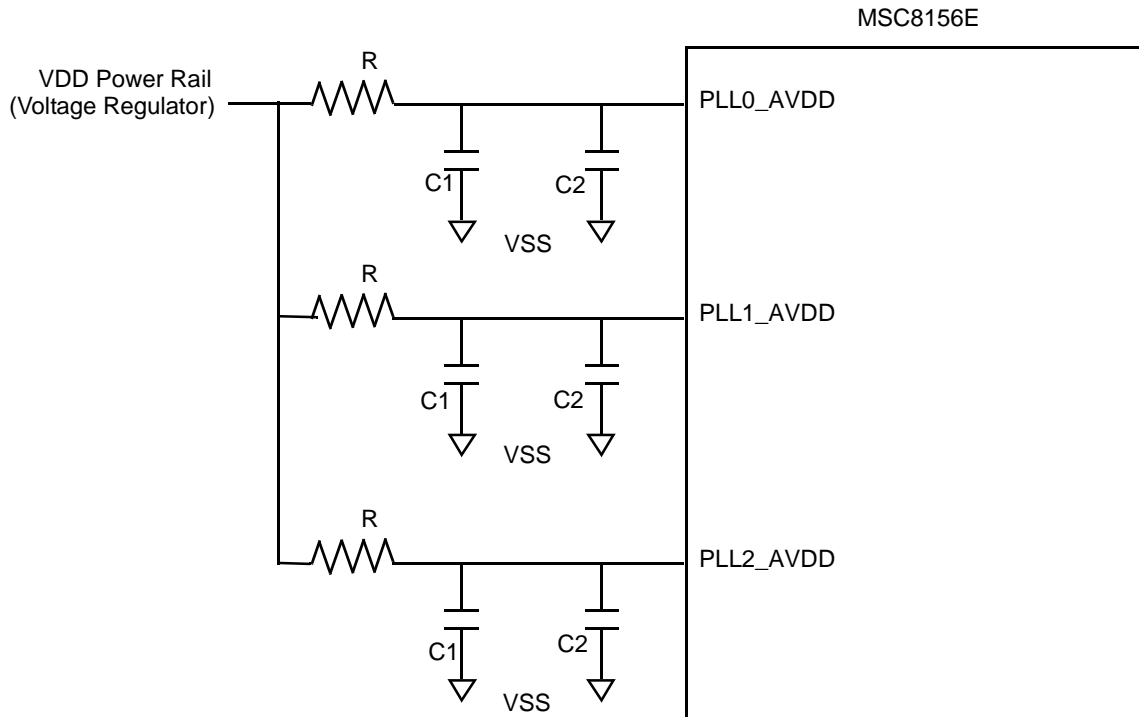 MSC8156E
R
VDD Power Rail
(Voltage Regulator)
PLL0_AVDD
C1
C2
VSS
R
PLL1_AVDD
C1
C2
VSS
R
PLL2_AVDD
C1
C2
VSS